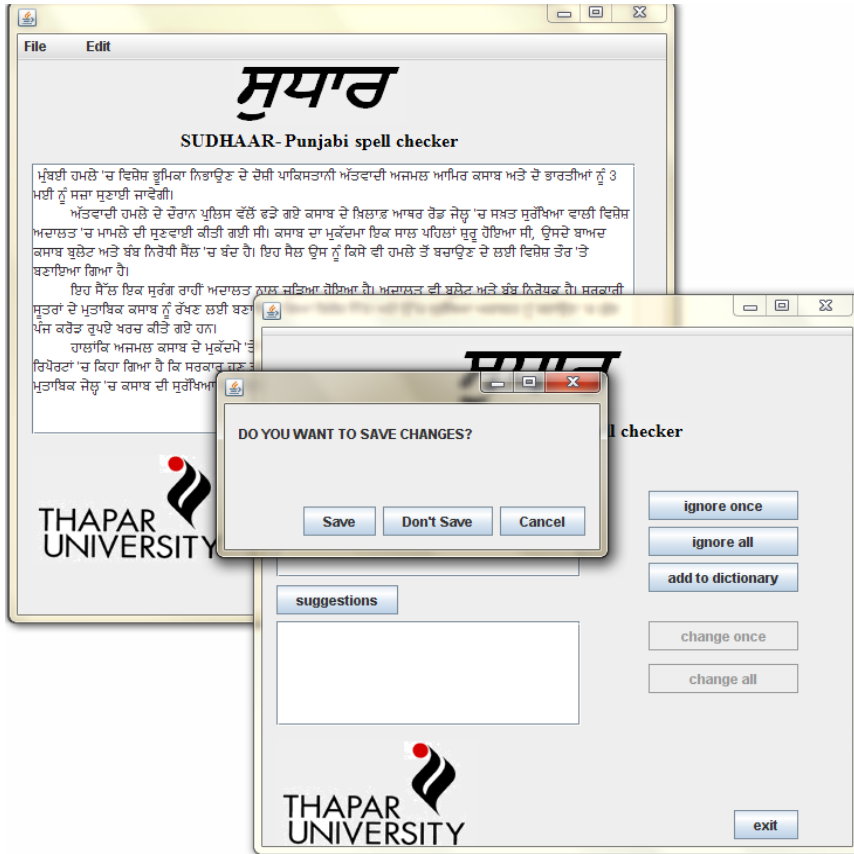 File Edit
ਸੁਧਾਰ
SUDHAAR- Punjabi spell checker
ਮੁੰਬਈ ਹਮਲੇ 'ਚ ਵਿਸ਼ੇਸ਼ ਭੂਮਿਕਾ ਨਿਭਾਉਣ ਦੇ ਦੋਸ਼ੀ ਪਾਕਿਸਤਾਨੀ ਅੱਤਵਾਦੀ ਅਜਮਲ ਆਮਿਰ ਕਸਾਬ ਅਤੇ ਦੋ ਭਾਰਤੀਆਂ ਨੂੰ 3
ਮਈ ਨੂੰ ਸਜ਼ਾ ਸੁਣਾਈ ਜਾਵੇਗੀ।
ਅੱਤਵਾਦੀ ਹਮਲੇ ਦੇ ਦੌਰਾਨ ਪੁਲਿਸ ਵੱਲੋਂ ਫੜੇ ਗਏ ਕਸਾਬ ਦੇ ਖ਼ਿਲਾਫ਼ ਆਥਰ ਰੋਡ ਜੇਲ੍ਹ 'ਚ ਸਖ਼ਤ ਸੁਰੱਖਿਆ ਵਾਲੀ ਵਿਸ਼ੇਸ਼
ਅਦਾਲਤ 'ਚ ਮਾਮਲੇ ਦੀ ਸੁਣਵਾਈ ਕੀਤੀ ਗਈ ਸੀ। ਕਸਾਬ ਦਾ ਮੁਕੱਦਮਾ ਇਕ ਸਾਲ ਪਹਿਲਾਂ ਸ਼ੁਰੂ ਹੋਇਆ ਸੀ, ਉਸਦੇ ਬਾਅਦ
ਕਸਾਬ ਬੁਲੇਟ ਅਤੇ ਬੰਬ ਨਿਰੋਧੀ ਸੈੱਲ 'ਚ ਬੰਦ ਹੈ। ਇਹ ਸੈਲ ਉਸ ਨੂੰ ਕਿਸੇ ਵੀ ਹਮਲੇ ਤੋਂ ਬਚਾਉਣ ਦੇ ਲਈ ਵਿਸ਼ੇਸ਼ ਤੌਰ 'ਤੇ
ਬਣਾਇਆ ਗਿਆ ਹੈ।
ਇਹ ਸੈੱਲ ਇਕ ਸੁਰੰਗ ਰਾਹੀਂ ਅਦਾਲਤ ਨਾਲ ਜੁੜਿਆ ਹੋਇਆ ਹੈ। ਅਦਾਲਤ ਵੀ ਬੁਲੇਟ ਅਤੇ ਬੰਬ ਨਿਰੋਧਕ ਹੈ। ਸਰਕਾਰੀ
ਸੂਤਰਾਂ ਦੇ ਮੁਤਾਬਿਕ ਕਸਾਬ ਨੂੰ ਰੱਖਣ ਲਈ
ਪੰਜ ਕਰੋੜ ਰੁਪਏ ਖਰਚ ਕੀਤੇ ਗਏ ਹਨ।
ਹਾਲਾਂਕਿ ਅਜਮਲ ਕਸਾਬ ਦੇ ਮੁਕੱਦਮੇ 'ਤੇ
ਰਿਪੋਰਟਾਂ 'ਚ ਕਿਹਾ ਗਿਆ ਹੈ ਕਿ ਸਰਕਾਰ ਹੁਣ
ਮੁਤਾਬਿਕ ਜੇਲ੍ਹ 'ਚ ਕਸਾਬ ਦੀ ਸੁਰੱਖਿਆ
THAPAR
UNIVERSITY
checker
DO YOU WANT TO SAVE CHANGES?
Save Don't Save Cancel
ignore once
ignore all
add to dictionary
suggestions
change once
change all
THAPAR
UNIVERSITY
exit